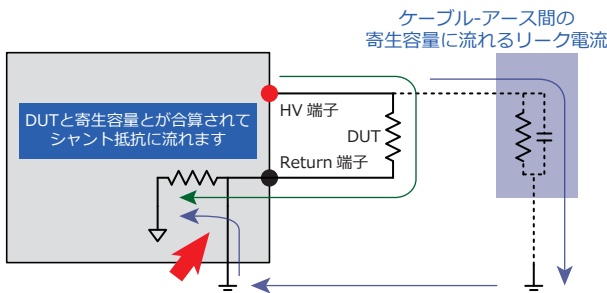 ケーブル-アース間の
寄生容量に流れるリーク電流
DUTと寄生容量とが合算されて
シャント抵抗に流れます
HV 端子
DUT
Return 端子